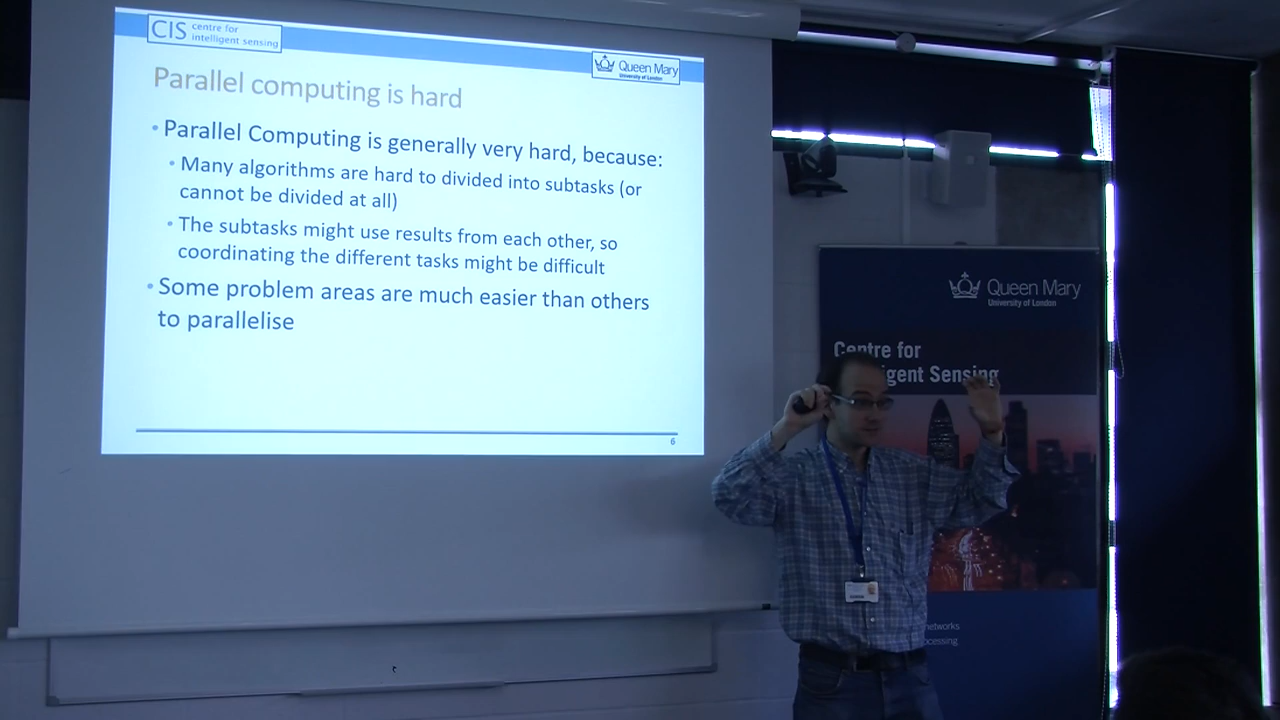 CIS centre for
intelligent sensing
Queen Mary
University of London
Parallel computing is hard
• Parallel Computing is generally very hard, because:
• Many algorithms are hard to divided into subtasks (or
cannot be divided at all)
• The subtasks might use results from each other, so
coordinating the different tasks might be difficult
• Some problem areas are much easier than others
to parallelise
6
Queen Mary
University of London
Centre for
igent Sensing
networks
ocessing